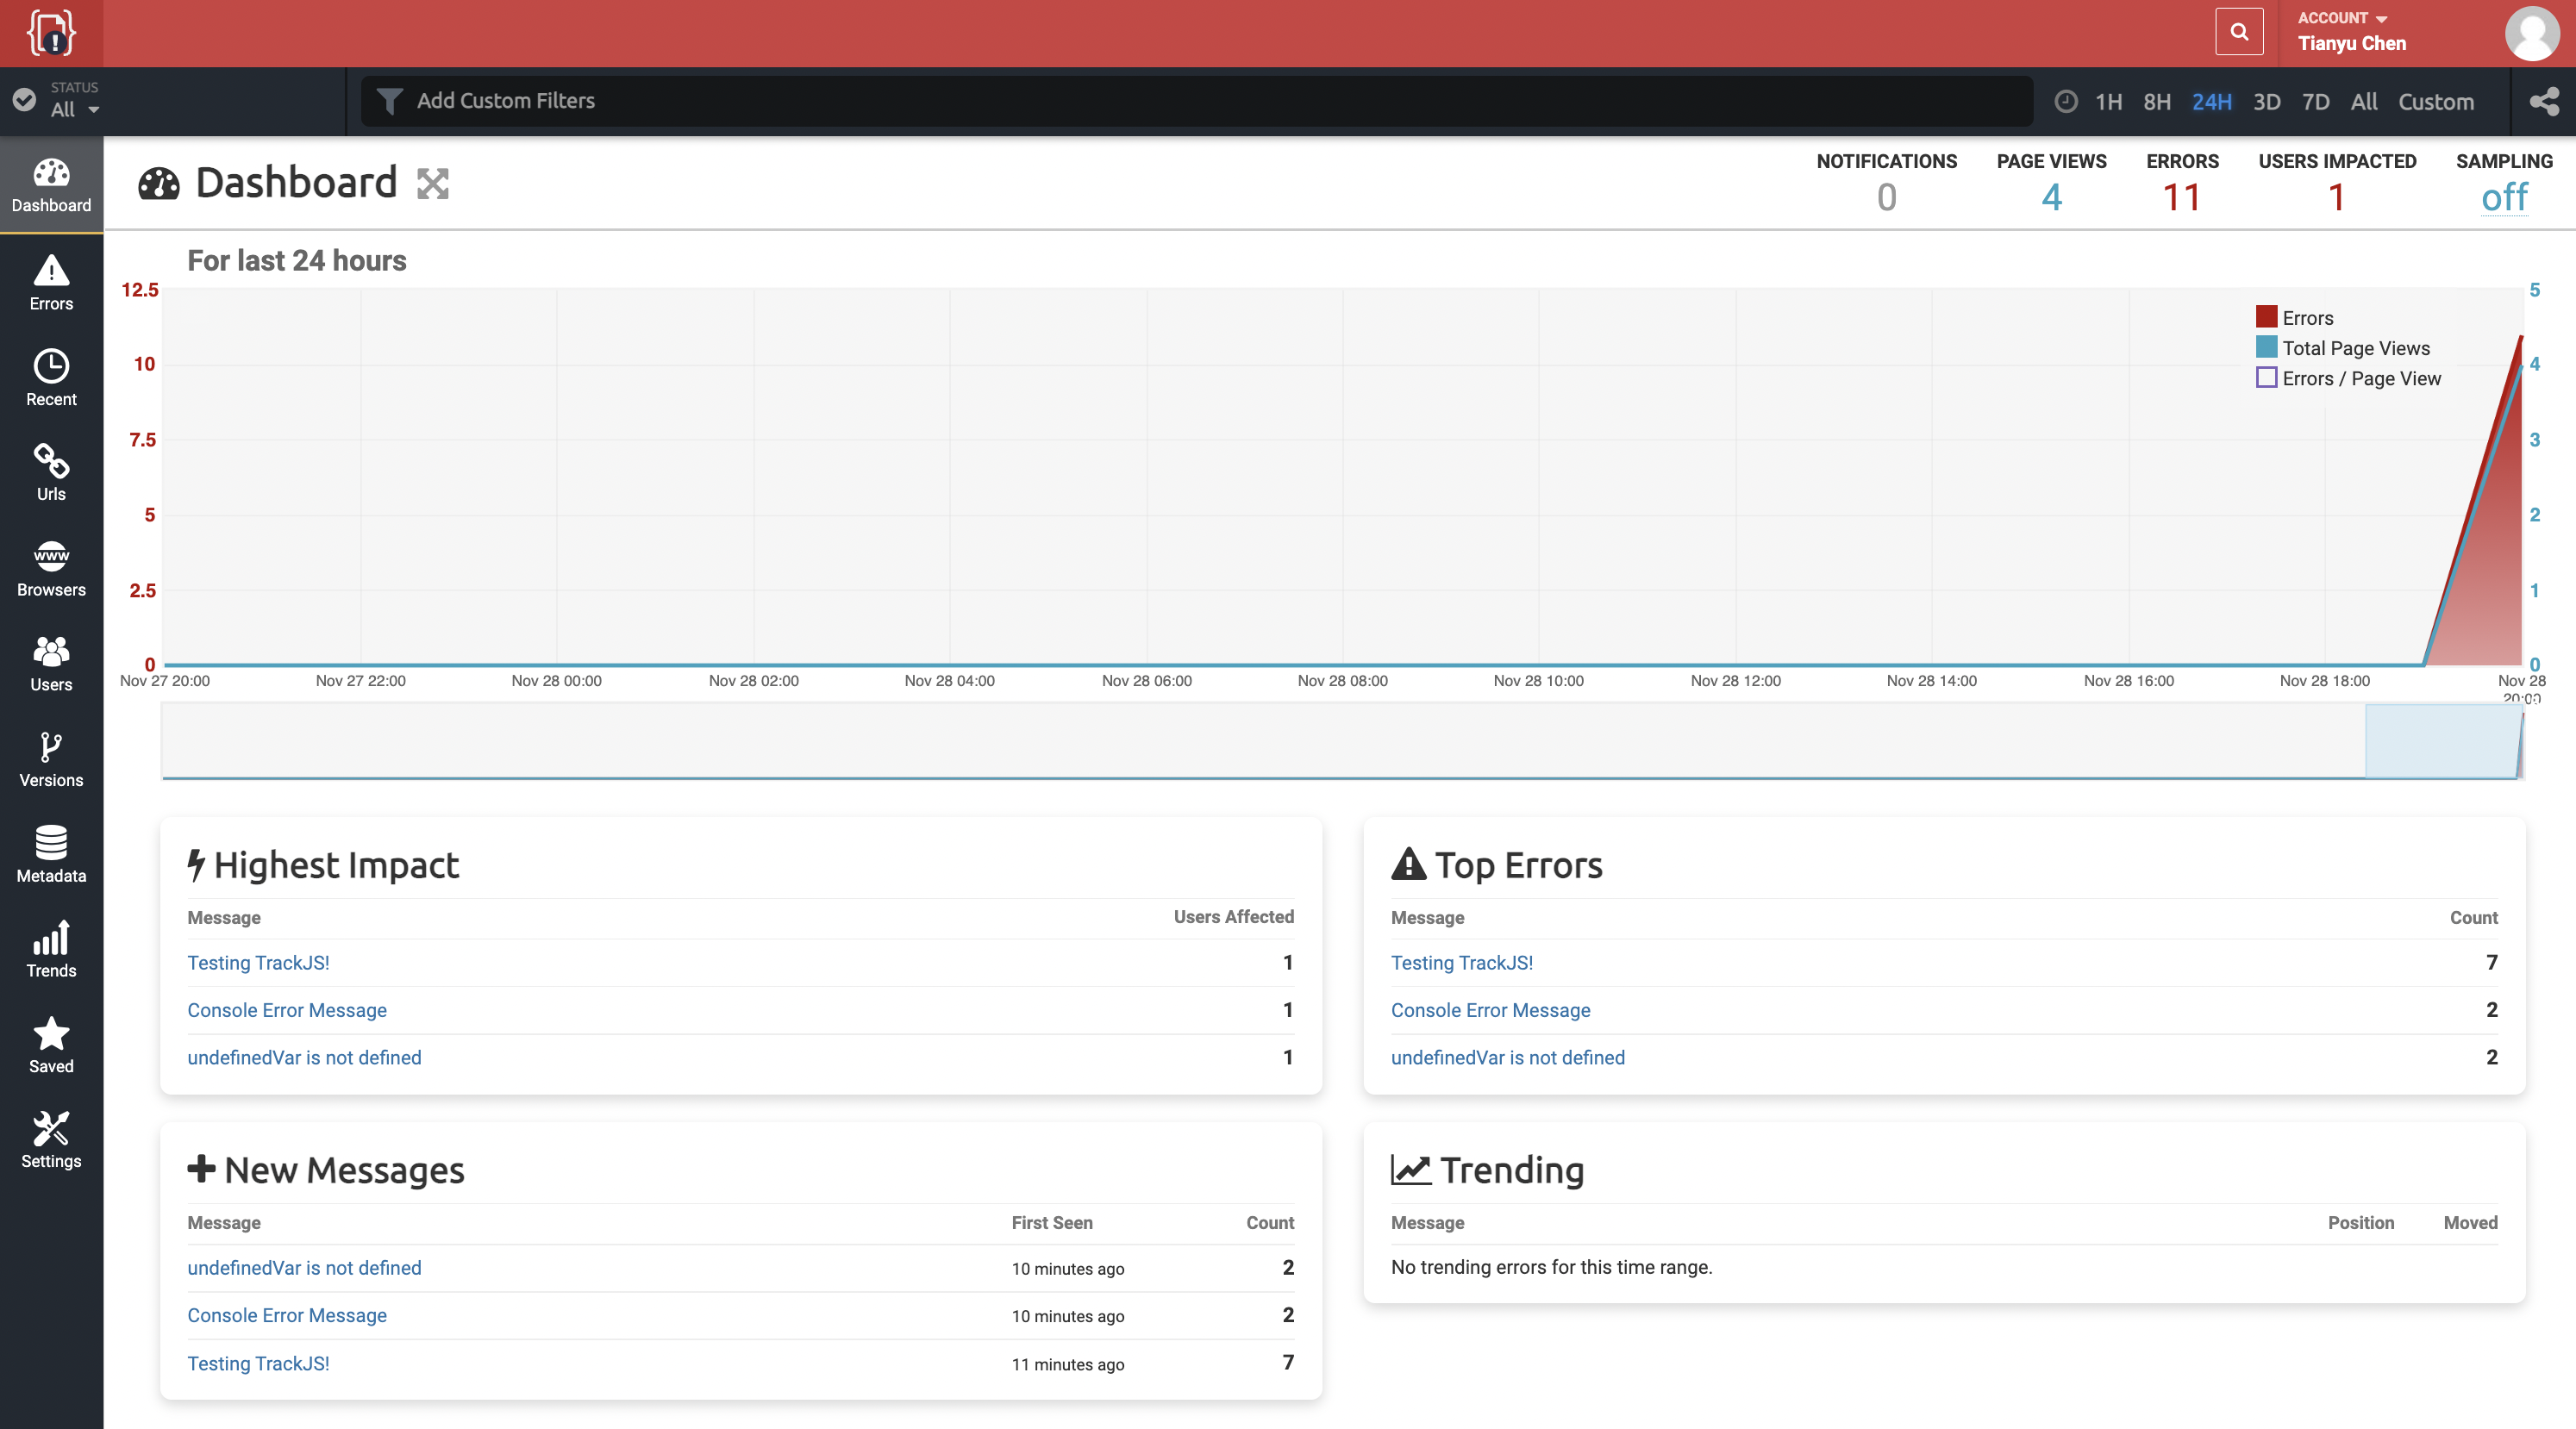 ACCOUNT
Tianyu Chen
STATUS
All
Add Custom Filters
1H 8H 24H 3D 7D All Custom
Dashboard
Errors
Recent
Urls
www
Browsers
Users
Versions
Metadata
Trends
Saved
Settings
Dashboard
NOTIFICATIONS
0
PAGE VIEWS
4
ERRORS
11
USERS IMPACTED
1
SAMPLING
off
For last 24 hours
12.5
10
7.5
5
2.5
0
5
4
3
2
1
0
Errors
Total Page Views
Errors / Page View
Nov 27 20:00
Nov 27 22:00
Nov 28 00:00
Nov 28 02:00
Nov 28 04:00
Nov 28 06:00
Nov 28 08:00
Nov 28 10:00
Nov 28 12:00
Nov 28 14:00
Nov 28 16:00
Nov 28 18:00
Nov 28
20:00
Highest Impact
Message Users Affected
Testing TrackJS! 1
Console Error Message 1
undefinedVar is not defined 1
Top Errors
Message Count
Testing TrackJS! 7
Console Error Message 2
undefinedVar is not defined 2
New Messages
Message First Seen Count
undefinedVar is not defined 10 minutes ago 2
Console Error Message 10 minutes ago 2
Testing TrackJS! 11 minutes ago 7
Trending
Message Position Moved
No trending errors for this time range.